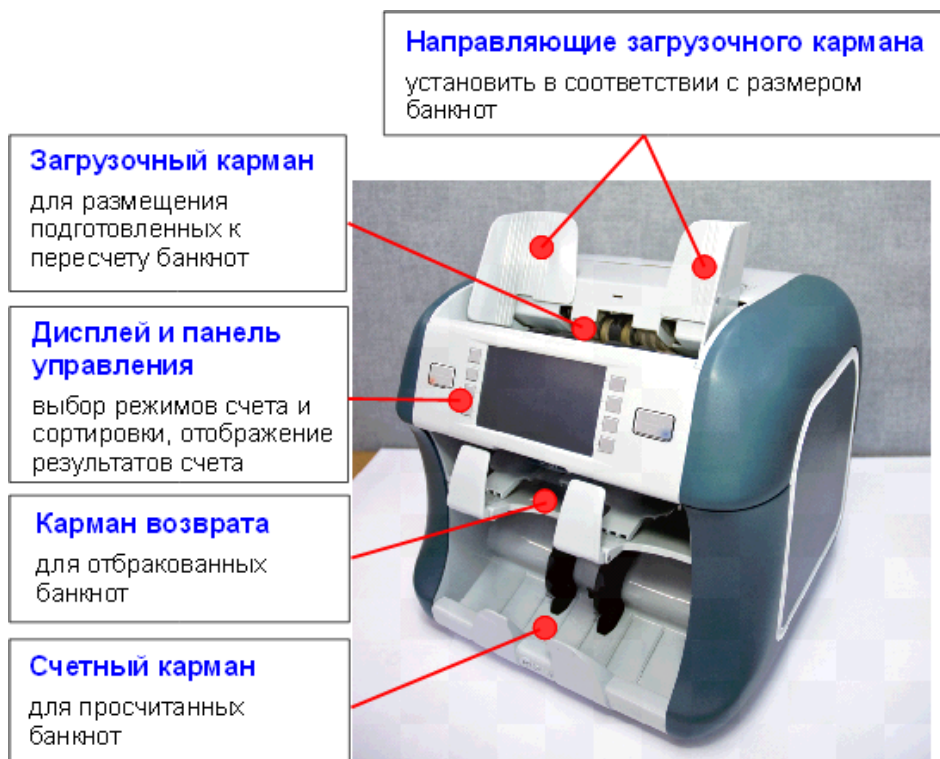 Направляющие загрузочного кармана
установить в соответствии с размером
банкнот
Загрузочный карман
для размещения
подготовленных к
пересчету банкнот
Дисплей и панель
управления
выбор режимов счета и
сортировки, отображение
результатов счета
Карман возврата
для отбракованных
банкнот
Счетный карман
для просчитанных
банкнот